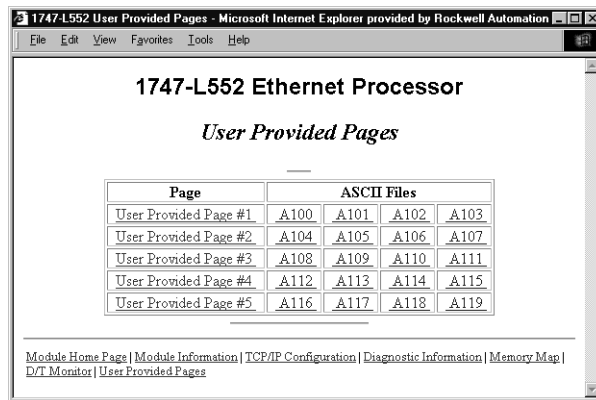 1747-L552 User Provided Pages - Microsoft Internet Explorer provided by Rockwell Automation
File Edit View Favorites Tools Help
1747-L552 Ethernet Processor
User Provided Pages
Page ASCII Files
User Provided Page #1 A100 A101 A102 A103
User Provided Page #2 A104 A105 A106 A107
User Provided Page #3 A108 A109 A110 A111
User Provided Page #4 A112 A113 A114 A115
User Provided Page #5 A116 A117 A118 A119
Module Home Page | Module Information | TCP/IP Configuration | Diagnostic Information | Memory Map |
D/T Monitor | User Provided Pages